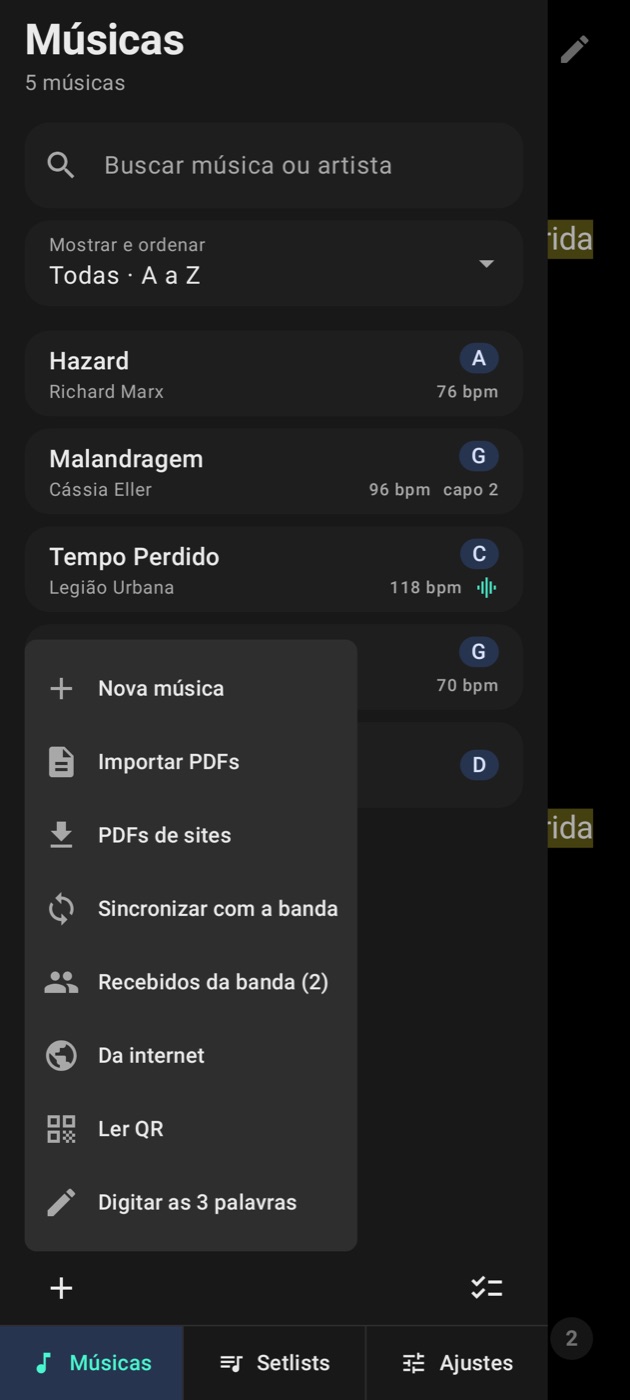 Músicas
5 músicas
Buscar música ou artista
Mostrar e ordenar
Todas · A a Z
Hazard
A
Richard Marx
76 bpm
Malandragem
G
Cássia Eller
96 bpm capo 2
Tempo Perdido
C
Legião Urbana
118 bpm
G
70 bpm
D
Nova música
Importar PDFs
PDFs de sites
Sincronizar com a banda
Recebidos da banda (2)
Da internet
Ler QR
Digitar as 3 palavras
Músicas
Setlists
Ajustes
rida
rida
2